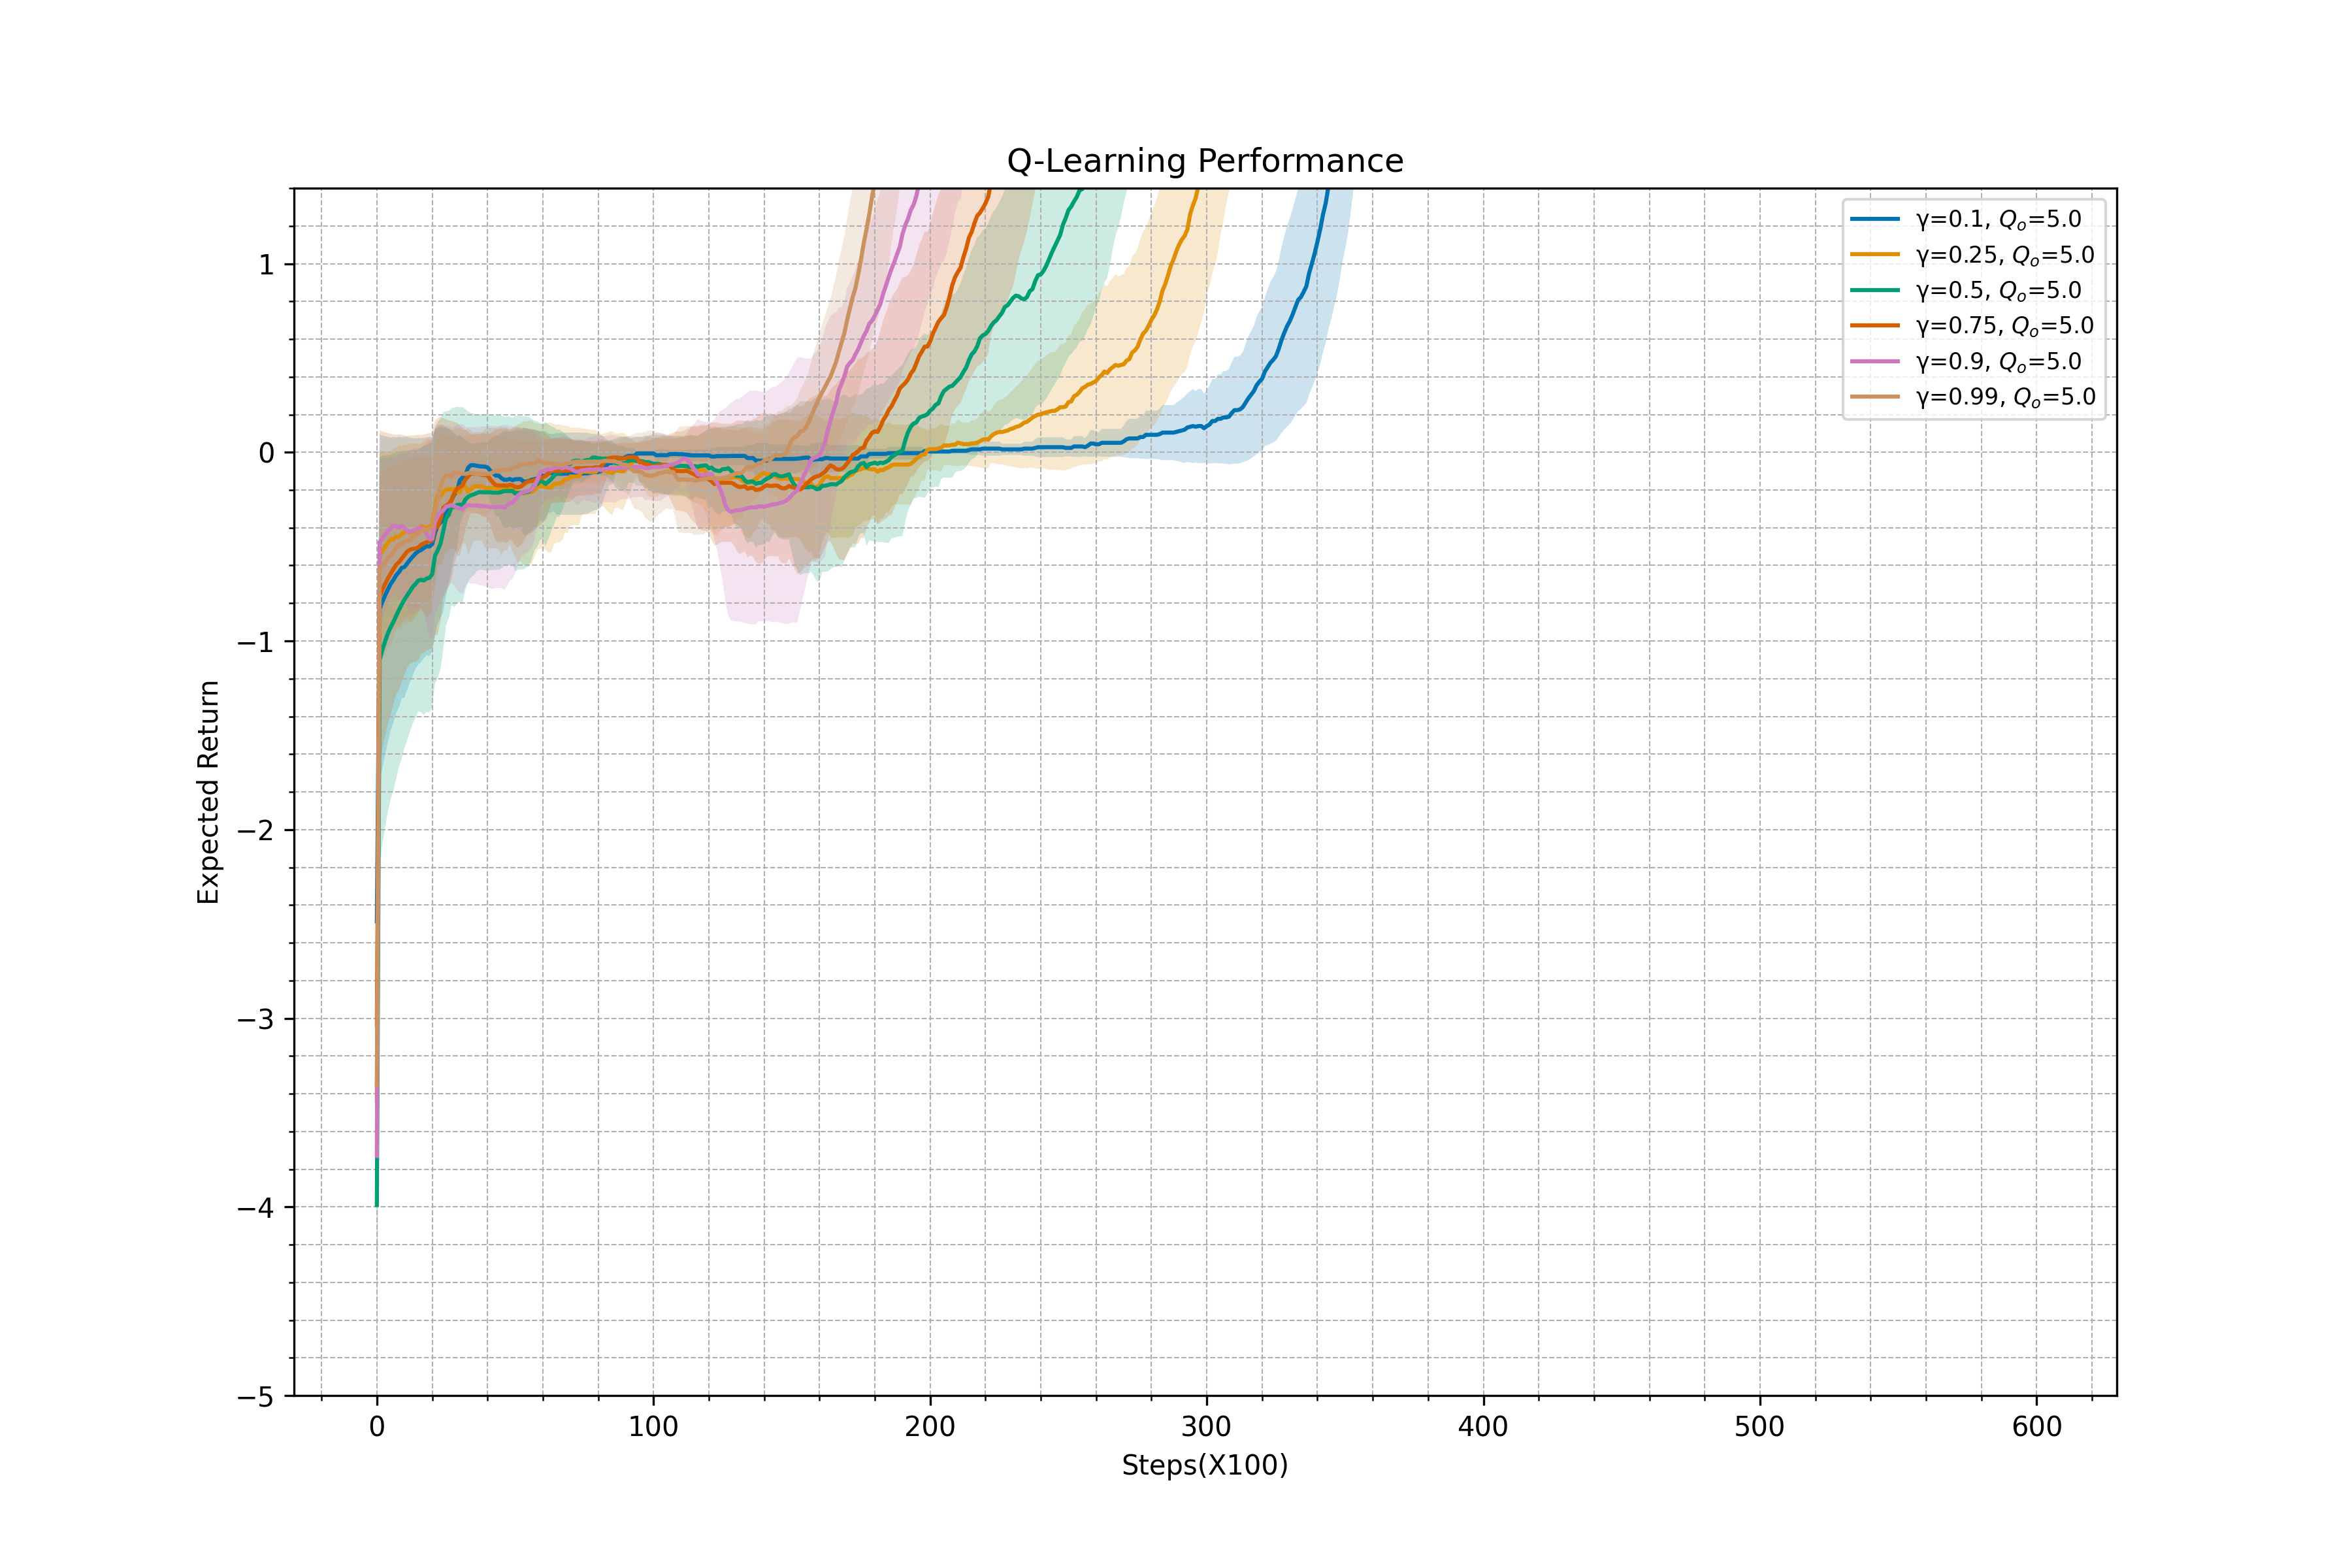 Q-Learning Performance
γ=0.1, Qₒ=5.0
γ=0.25, Qₒ=5.0
γ=0.5, Qₒ=5.0
γ=0.75, Qₒ=5.0
γ=0.9, Qₒ=5.0
γ=0.99, Qₒ=5.0
Expected Return
1
0
−1
−2
−3
−4
−5
0 100 200 300 400 500 600
Steps(X100)